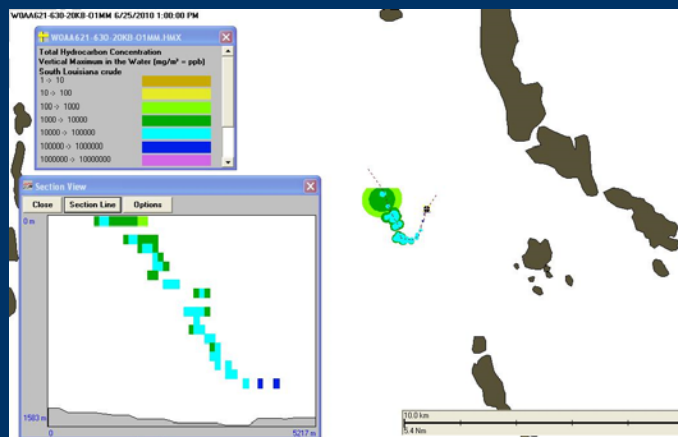 W0AA621-630-20KB-01MM 6/25/2010 1:00:00 PM
W0AA621-630-20KB-01MM.HMX
Total Hydrocarbon Concentration
Vertical Maximum in the Water (mg/m³ = ppb)
South Louisiana crude
1 -> 10
10 -> 100
100 -> 1000
1000 -> 10000
10000 -> 100000
100000 -> 1000000
1000000 -> 10000000
Section View
Close Section Line Options
0 m
1583 m
0 5217 m
10.0 km
5.4 Nm